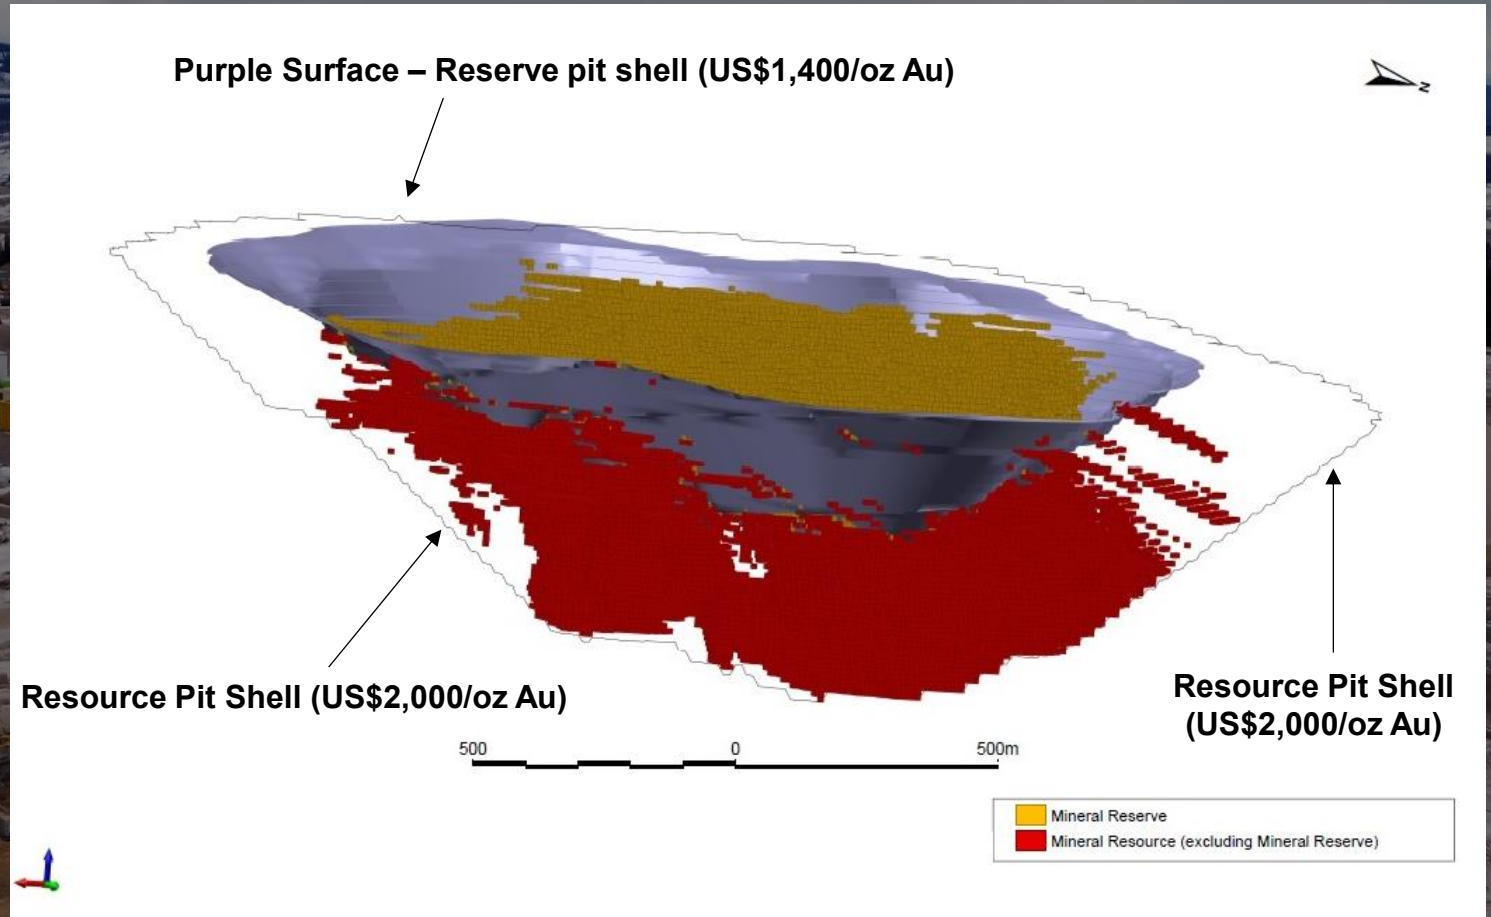 Purple Surface – Reserve pit shell (US$1,400/oz Au)
N
Resource Pit Shell (US$2,000/oz Au)
Resource Pit Shell
(US$2,000/oz Au)
500 0 500m
Mineral Reserve
Mineral Resource (excluding Mineral Reserve)